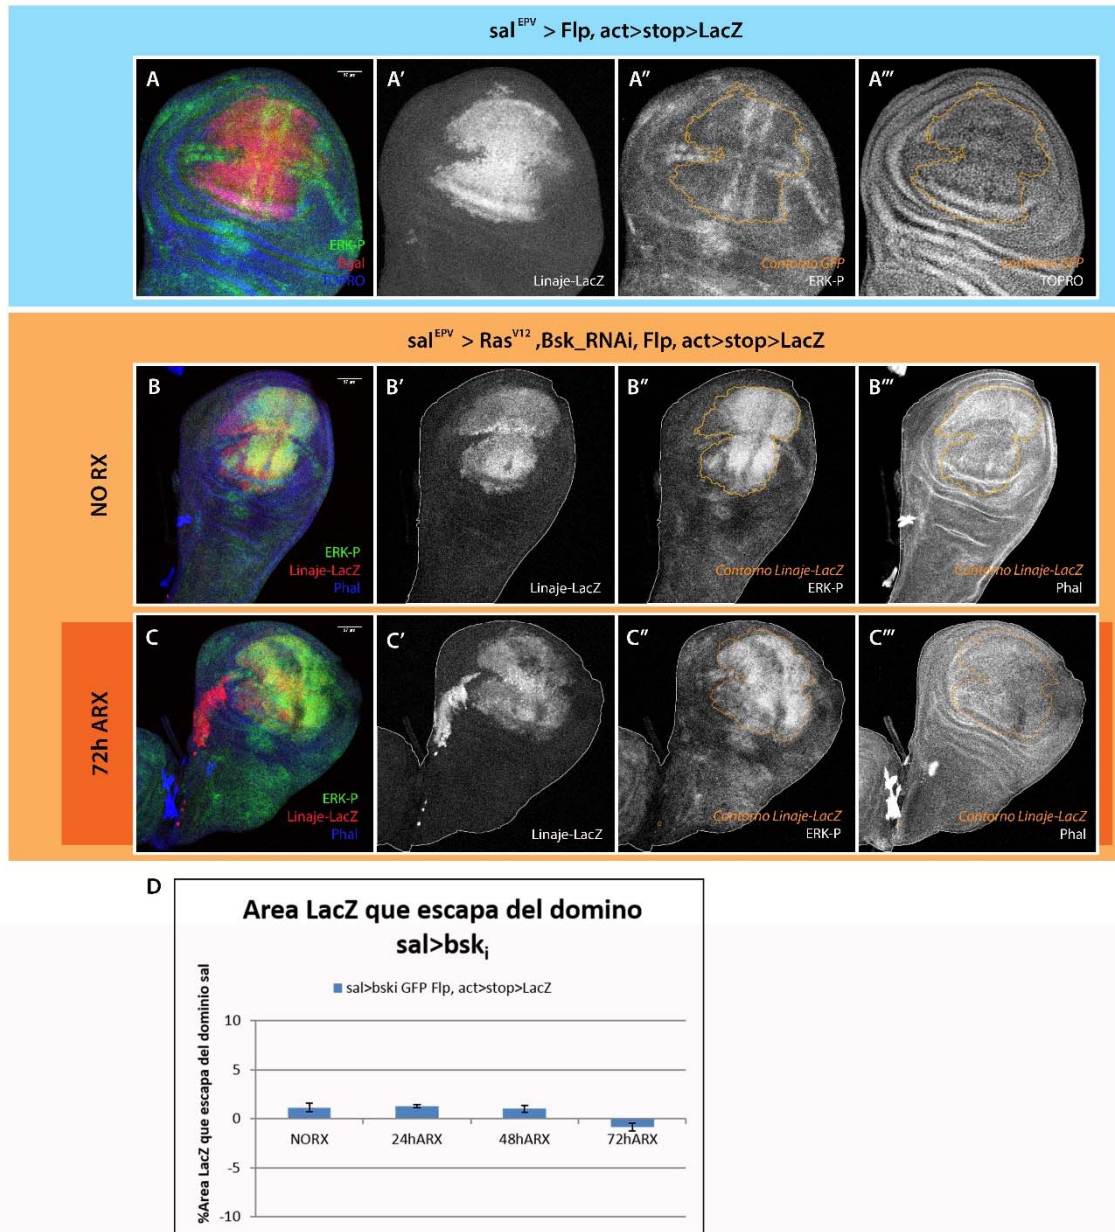 sal^EPV > Flp, act>stop>LacZ
A
A'
A''
A'''
ERK-P
Bgal
TOPRO
Linaje-LacZ
Contorno GFP
ERK-P
Contorno GFP
TOPRO
sal^EPV > Ras^V12 ,Bsk_RNAi, Flp, act>stop>LacZ
NO RX
B
B'
B''
B'''
ERK-P
Linaje-LacZ
Phal
Linaje-LacZ
Contorno Linaje-LacZ
ERK-P
Contorno Linaje-LacZ
Phal
72h ARX
C
C'
C''
C'''
ERK-P
Linaje-LacZ
Phal
Linaje-LacZ
Contorno Linaje-LacZ
ERK-P
Contorno Linaje-LacZ
Phal
D
Area LacZ que escapa del domino
sal>bskᵢ
sal>bski GFP Flp, act>stop>LacZ
%Area LacZ que escapa del dominio sal
10
5
0
-5
-10
NORX
24hARX
48hARX
72hARX